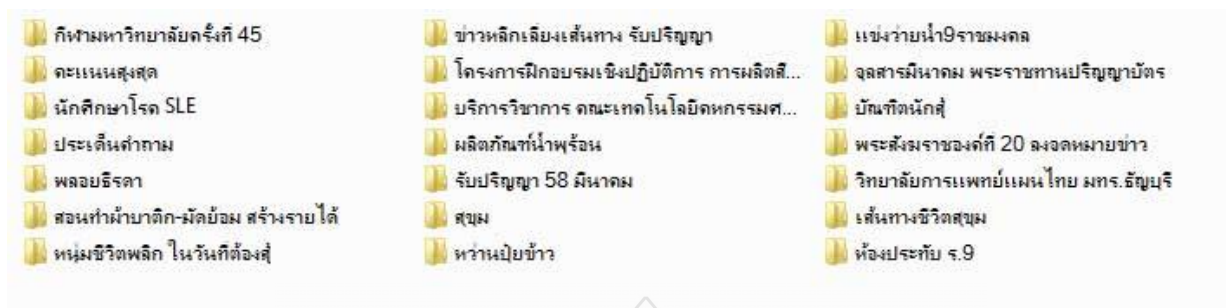 กีฬามหาวิทยาลัยครั้งที่ 45
ข่าวหลีกเลี่ยงเส้นทาง รับปริญญา
แข่งว่ายน้ำ9ราชมงคล
คะแนนสูงสุด
โครงการฝึกอบรมเชิงปฏิบัติการ การผลิตสี...
จุลสารมีนาคม พระราชทานปริญญาบัตร
นักศึกษาโรค SLE
บริการวิชาการ คณะเทคโนโลยีคหกรรมศ...
บัณฑิตนักสู้
ประเด็นคำถาม
ผลิตภัณฑ์น้ำพุร้อน
พระสังฆราชองค์ที่ 20 ลงจดหมายข่าว
พลอยธิรดา
รับปริญญา 58 มีนาคม
วิทยาลัยการแพทย์แผนไทย มทร.ธัญบุรี
สอนทำผ้าบาติก-มัดย้อม สร้างรายได้
สุขุม
เส้นทางชีวิตสุขุม
หนุ่มชีวิตพลิก ในวันที่ต้องสู้
หว่านปุ๋ยข้าว
ห้องประทับ ร.9